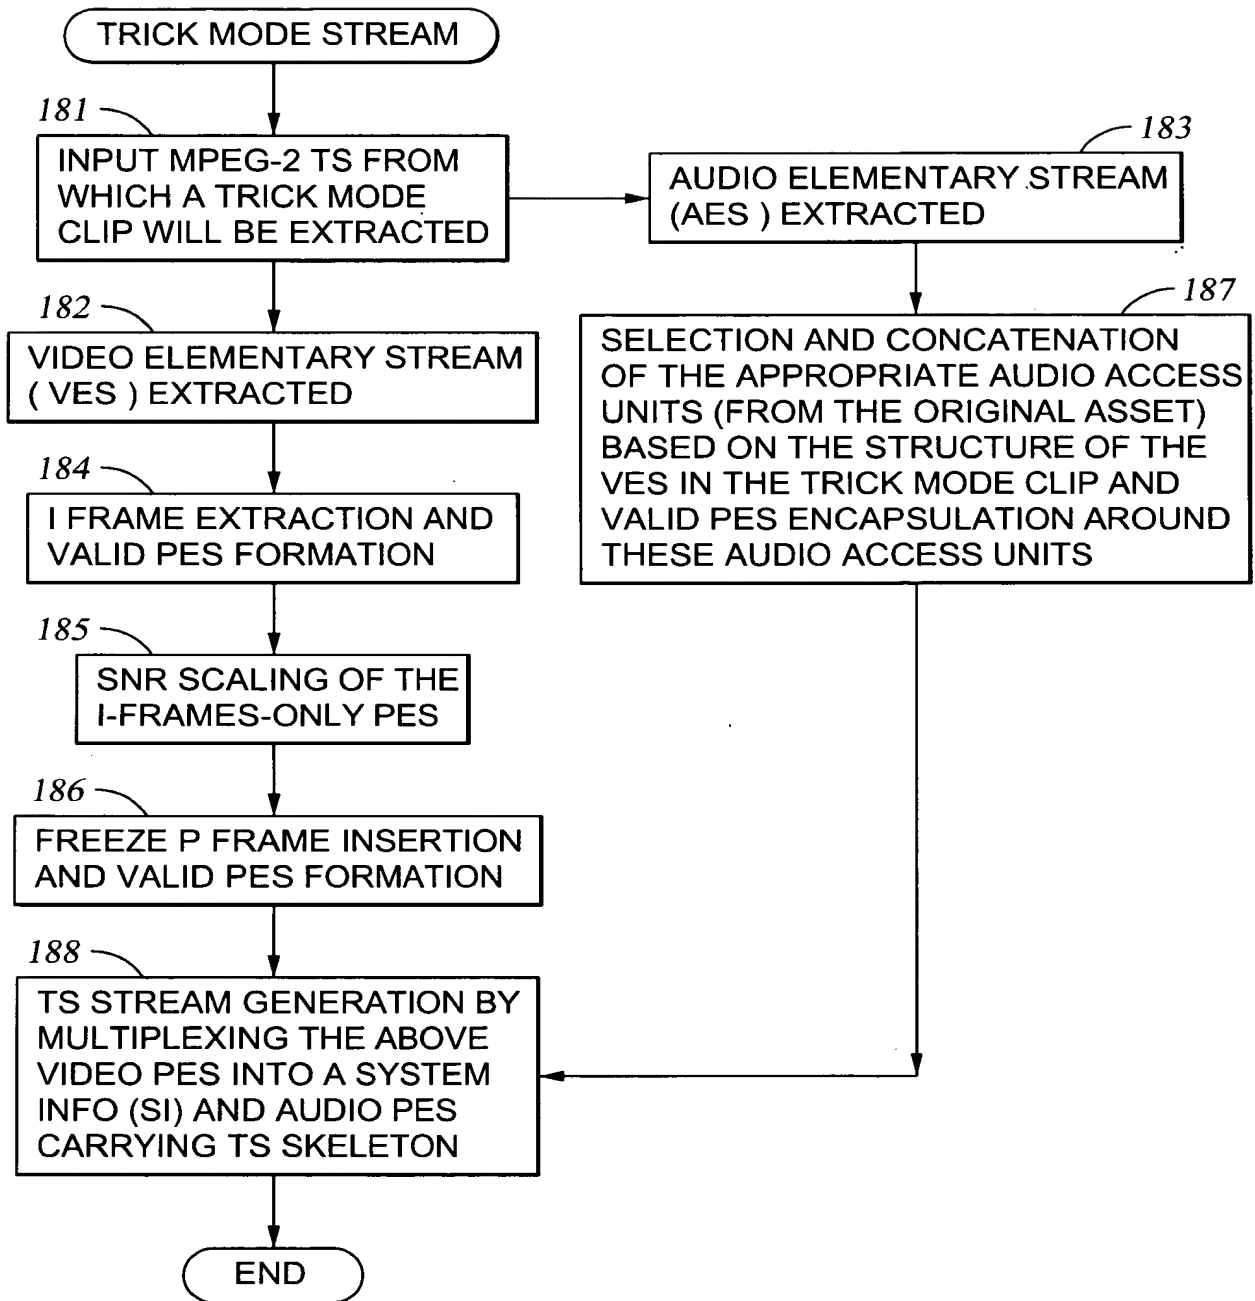 TRICK MODE STREAM
181
INPUT MPEG-2 TS FROM
WHICH A TRICK MODE
CLIP WILL BE EXTRACTED
183
AUDIO ELEMENTARY STREAM
(AES ) EXTRACTED
182
VIDEO ELEMENTARY STREAM
( VES ) EXTRACTED
187
SELECTION AND CONCATENATION
OF THE APPROPRIATE AUDIO ACCESS
UNITS (FROM THE ORIGINAL ASSET)
BASED ON THE STRUCTURE OF THE
VES IN THE TRICK MODE CLIP AND
VALID PES ENCAPSULATION AROUND
THESE AUDIO ACCESS UNITS
184
I FRAME EXTRACTION AND
VALID PES FORMATION
185
SNR SCALING OF THE
I-FRAMES-ONLY PES
186
FREEZE P FRAME INSERTION
AND VALID PES FORMATION
188
TS STREAM GENERATION BY
MULTIPLEXING THE ABOVE
VIDEO PES INTO A SYSTEM
INFO (SI) AND AUDIO PES
CARRYING TS SKELETON
END